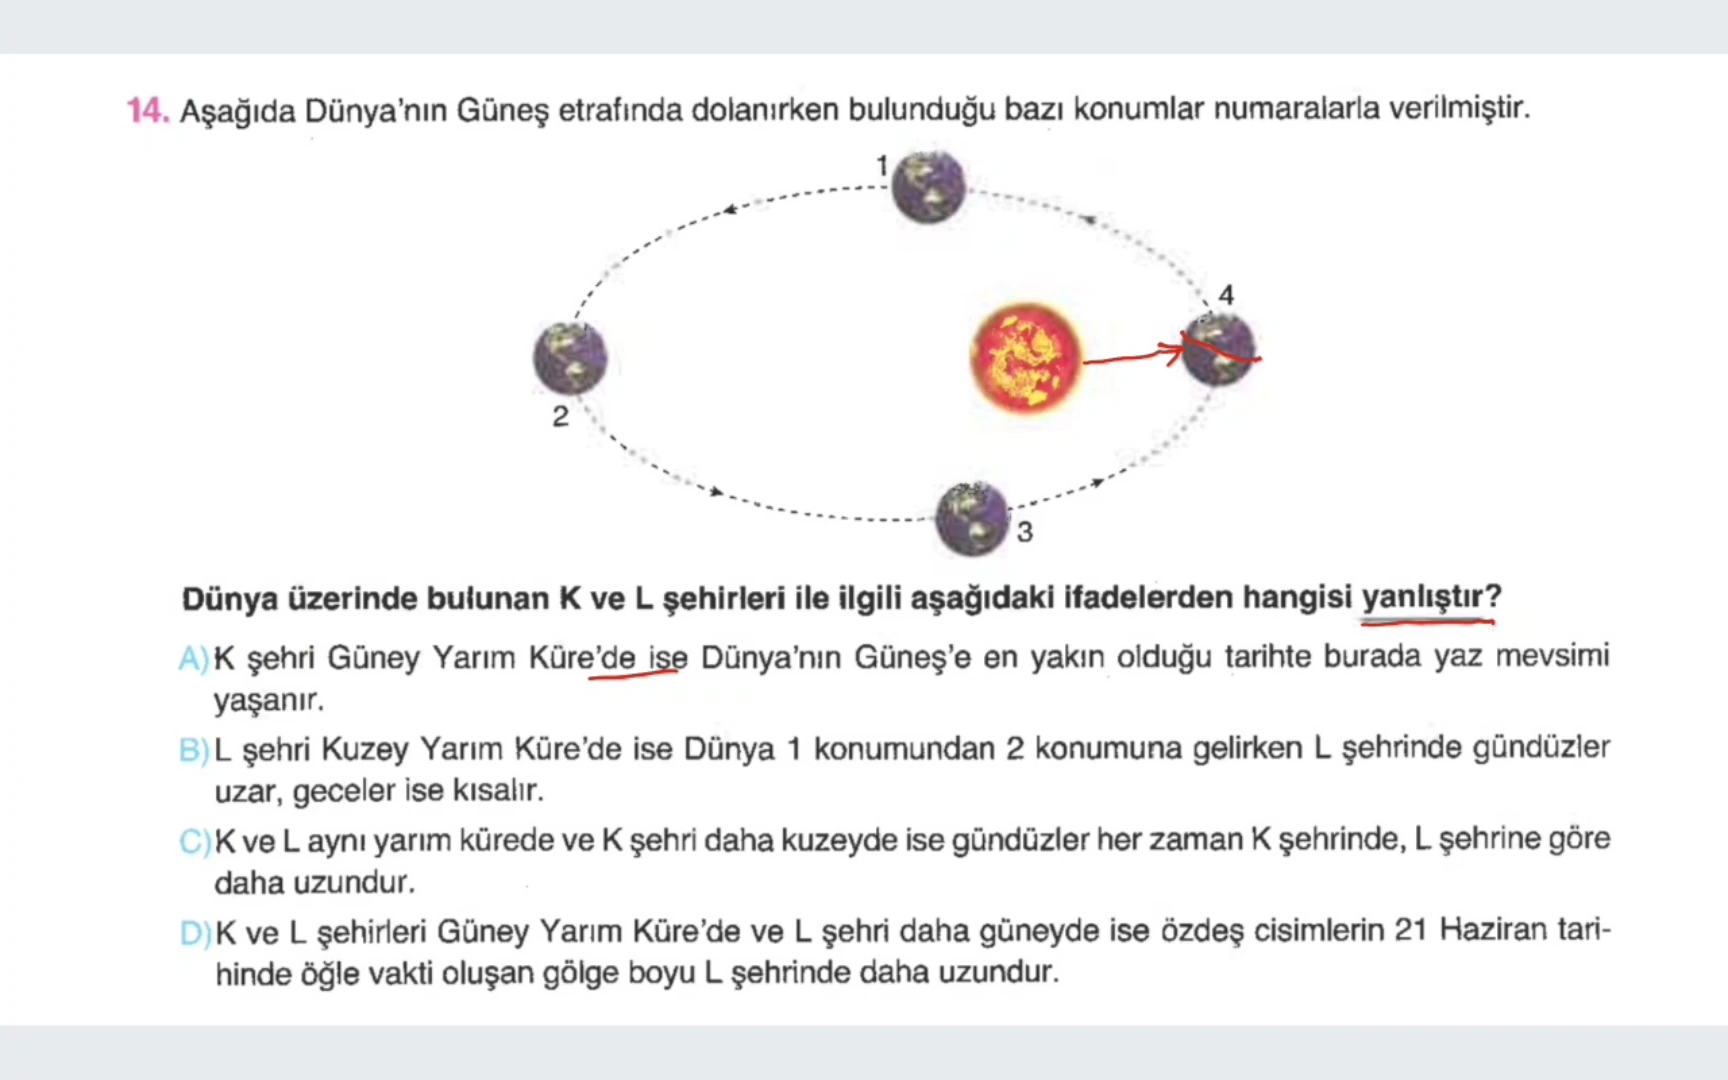 14. Aşağıda Dünya'nın Güneş etrafında dolanırken bulunduğu bazı konumlar numaralarla verilmiştir.
1
4
2
3
Dünya üzerinde bulunan K ve L şehirleri ile ilgili aşağıdaki ifadelerden hangisi yanlıştır?
A) K şehri Güney Yarım Küre'de ise Dünya'nın Güneş'e en yakın olduğu tarihte burada yaz mevsimi
yaşanır.
B) L şehri Kuzey Yarım Küre'de ise Dünya 1 konumundan 2 konumuna gelirken L şehrinde gündüzler
uzar, geceler ise kısalır.
C) K ve L aynı yarım kürede ve K şehri daha kuzeyde ise gündüzler her zaman K şehrinde, L şehrine göre
daha uzundur.
D) K ve L şehirleri Güney Yarım Küre'de ve L şehri daha güneyde ise özdeş cisimlerin 21 Haziran tari-
hinde öğle vakti oluşan gölge boyu L şehrinde daha uzundur.